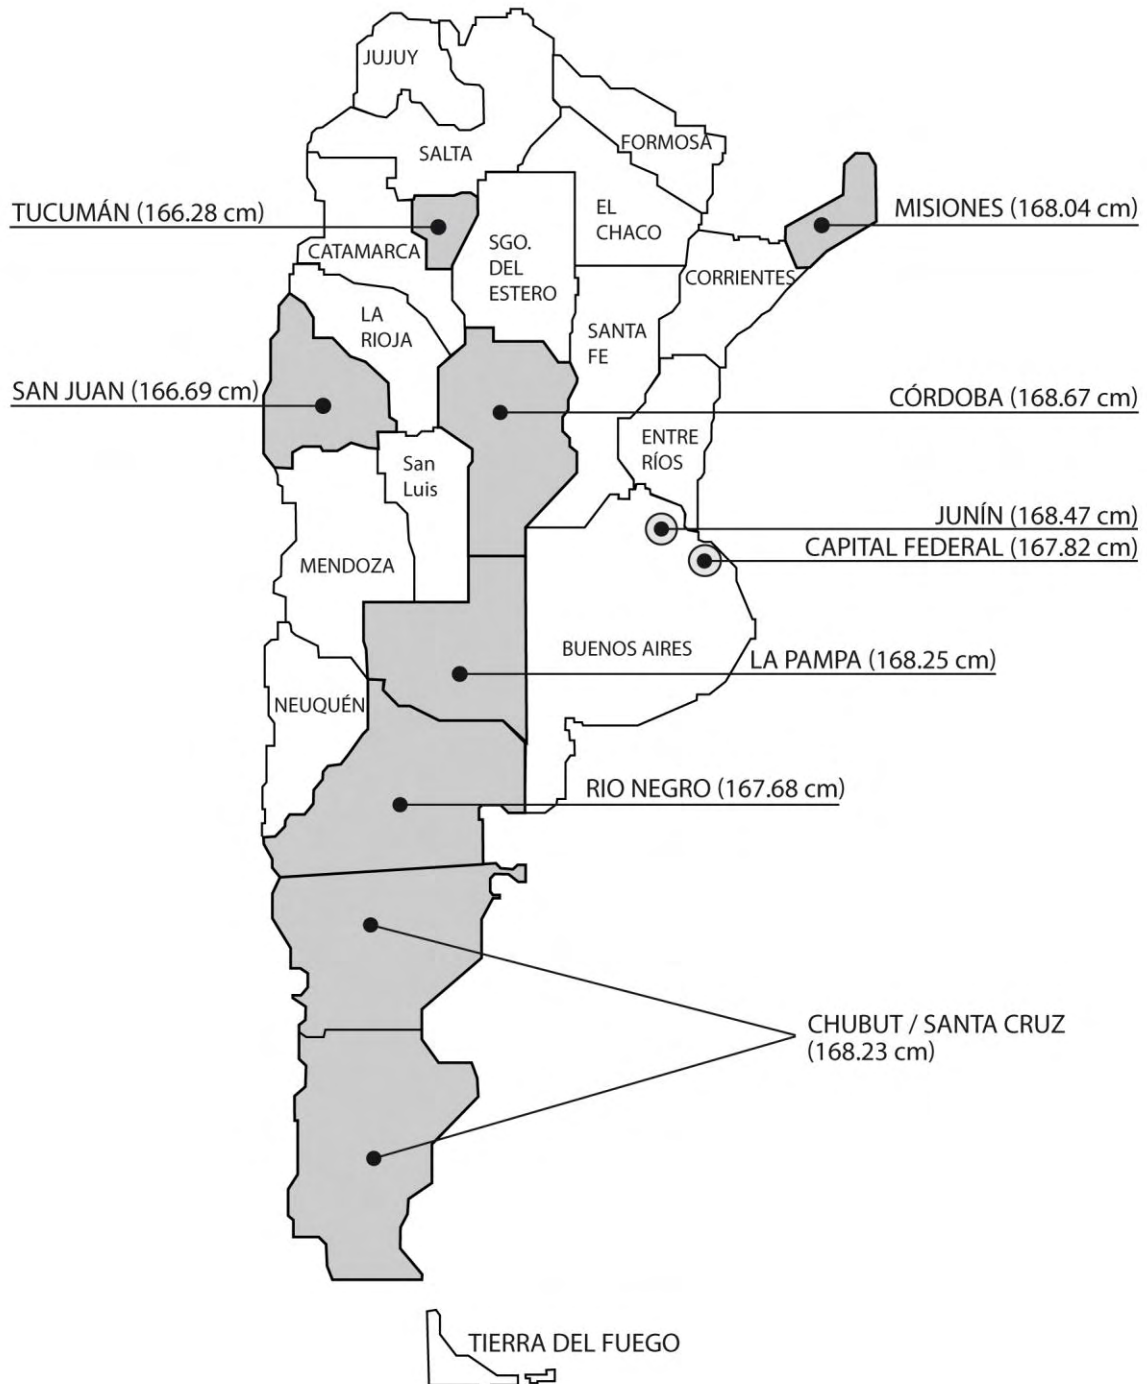 JUJUY
FORMOSA
SALTA
TUCUMÁN (166.28 cm)
MISIONES (168.04 cm)
EL
CHACO
CATAMARCA
SGO.
DEL
ESTERO
CORRIENTES
LA
RIOJA
SANTA
FE
SAN JUAN (166.69 cm)
CÓRDOBA (168.67 cm)
ENTRE
RÍOS
San
Luis
JUNÍN (168.47 cm)
CAPITAL FEDERAL (167.82 cm)
MENDOZA
BUENOS AIRES
LA PAMPA (168.25 cm)
NEUQUÉN
RIO NEGRO (167.68 cm)
CHUBUT / SANTA CRUZ
(168.23 cm)
TIERRA DEL FUEGO